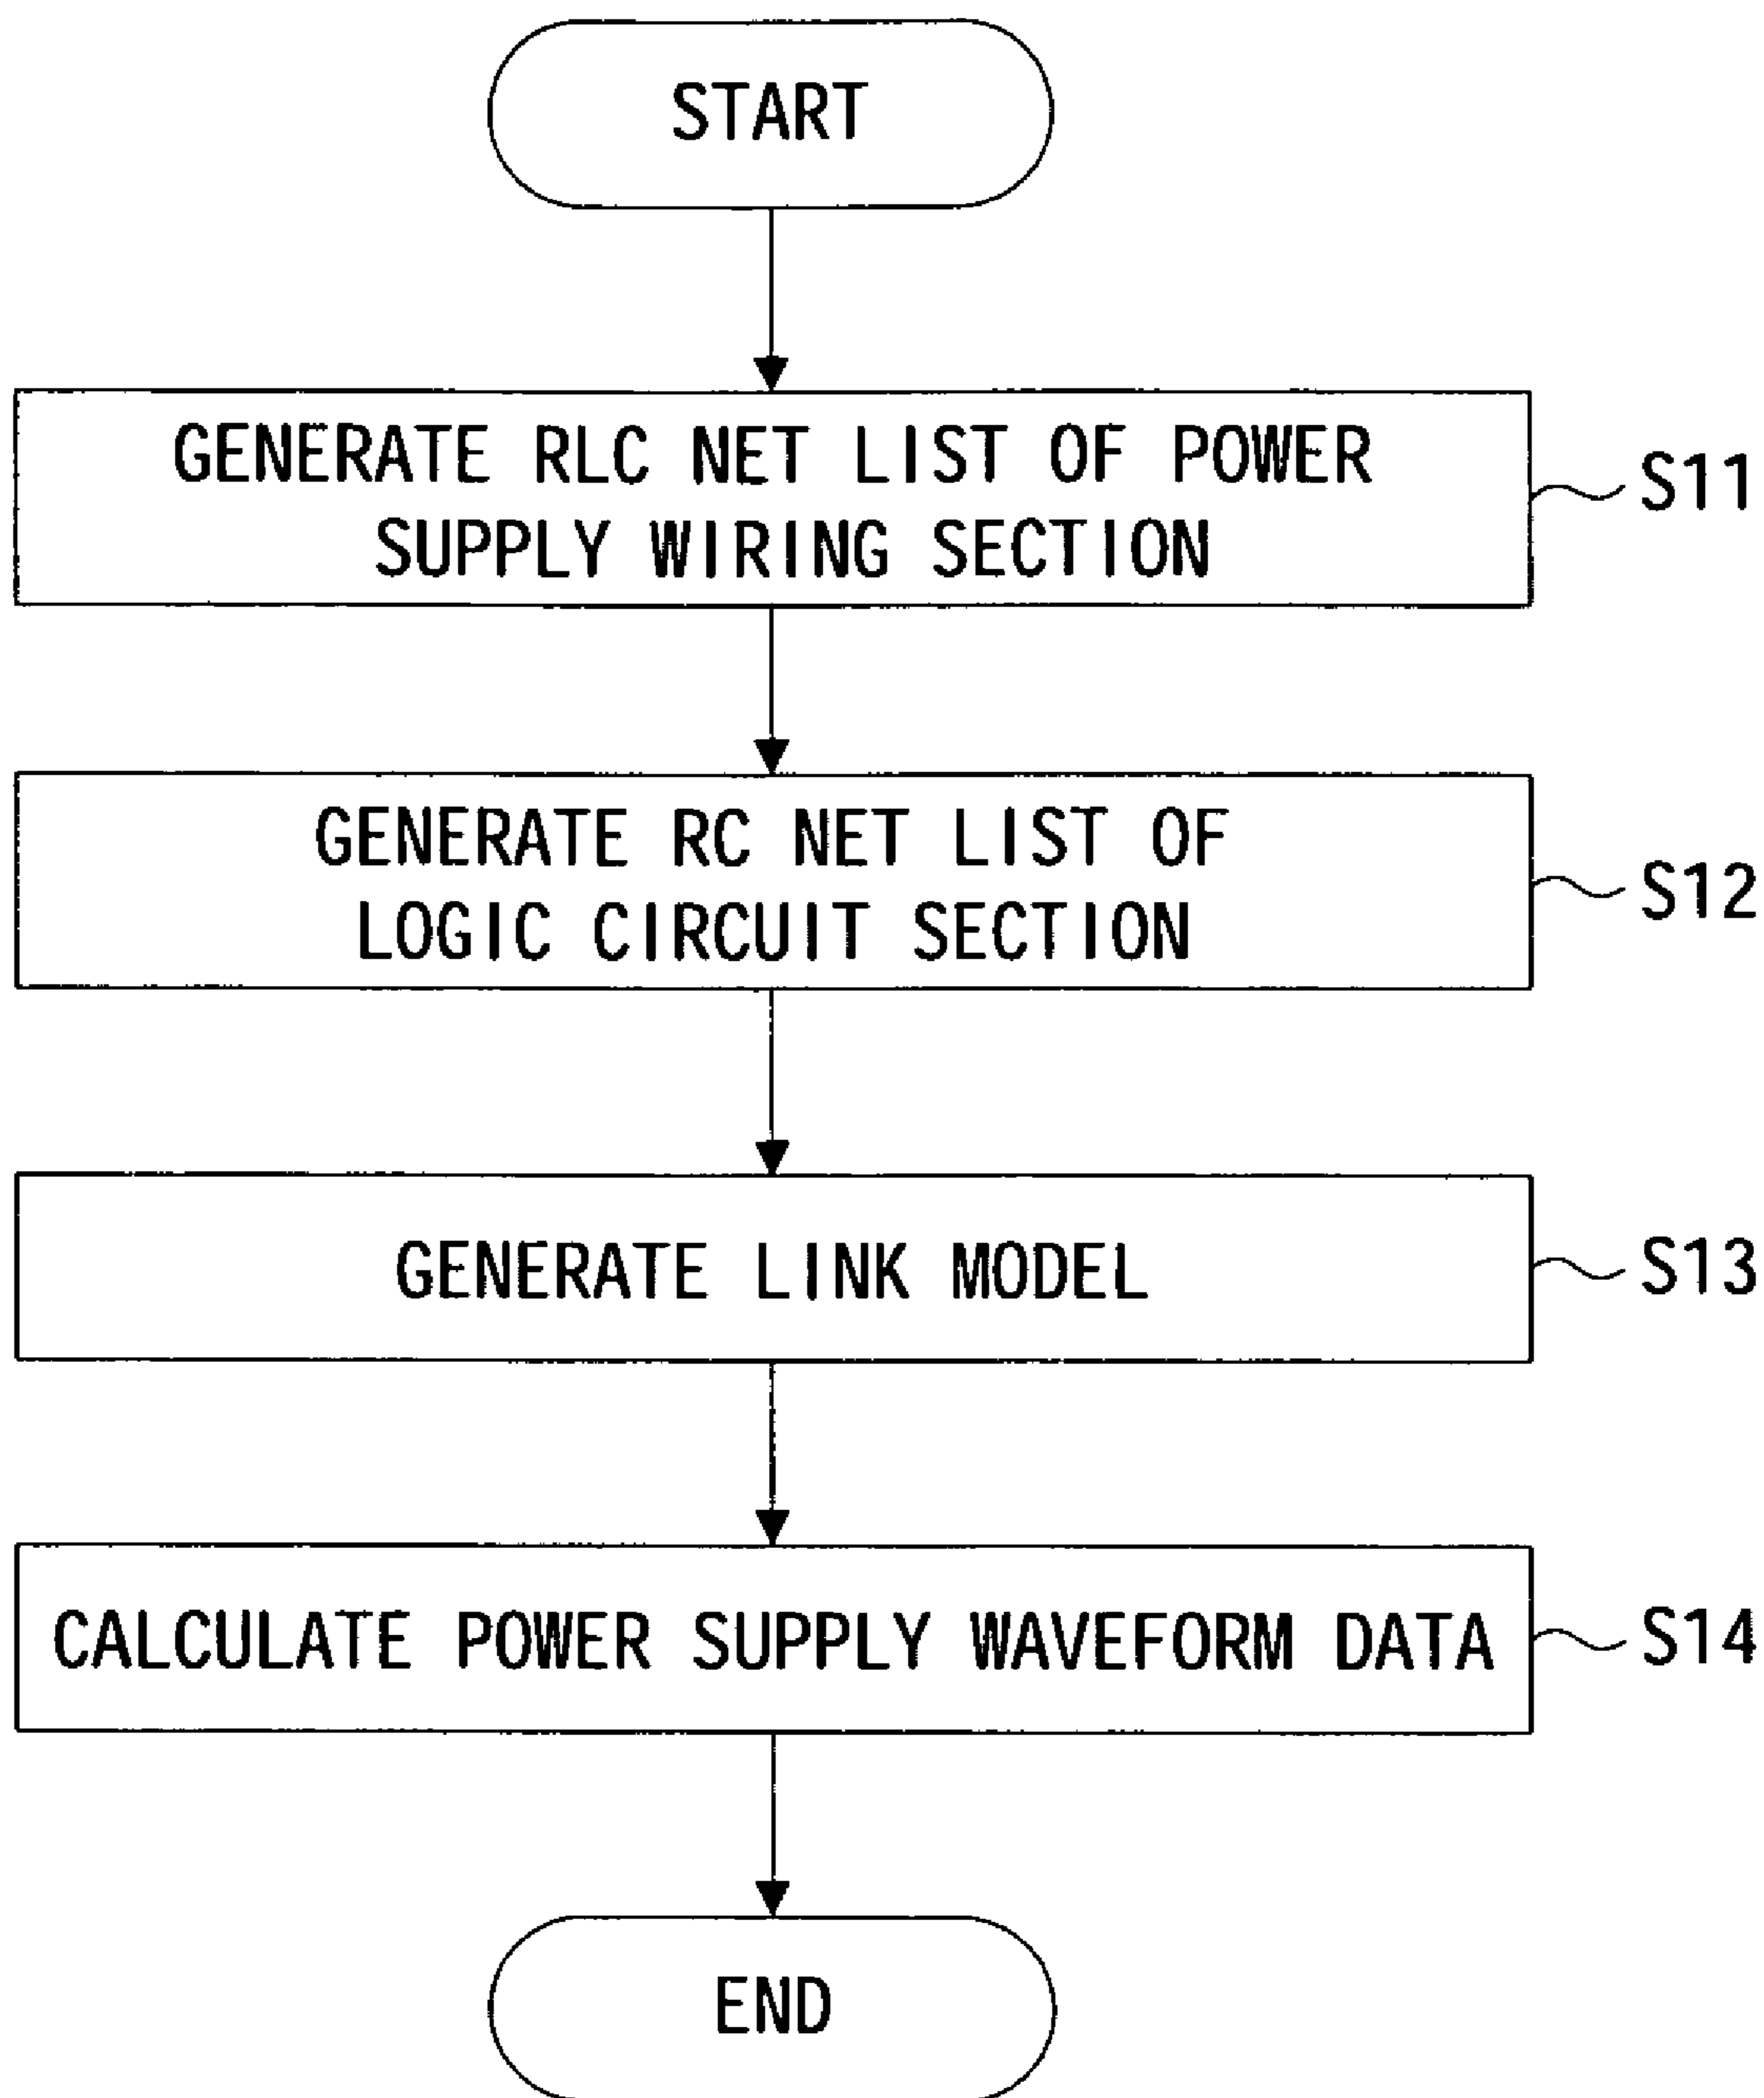 START
GENERATE RLC NET LIST OF POWER
SUPPLY WIRING SECTION
S11
GENERATE RC NET LIST OF
LOGIC CIRCUIT SECTION
S12
GENERATE LINK MODEL
S13
CALCULATE POWER SUPPLY WAVEFORM DATA
S14
END